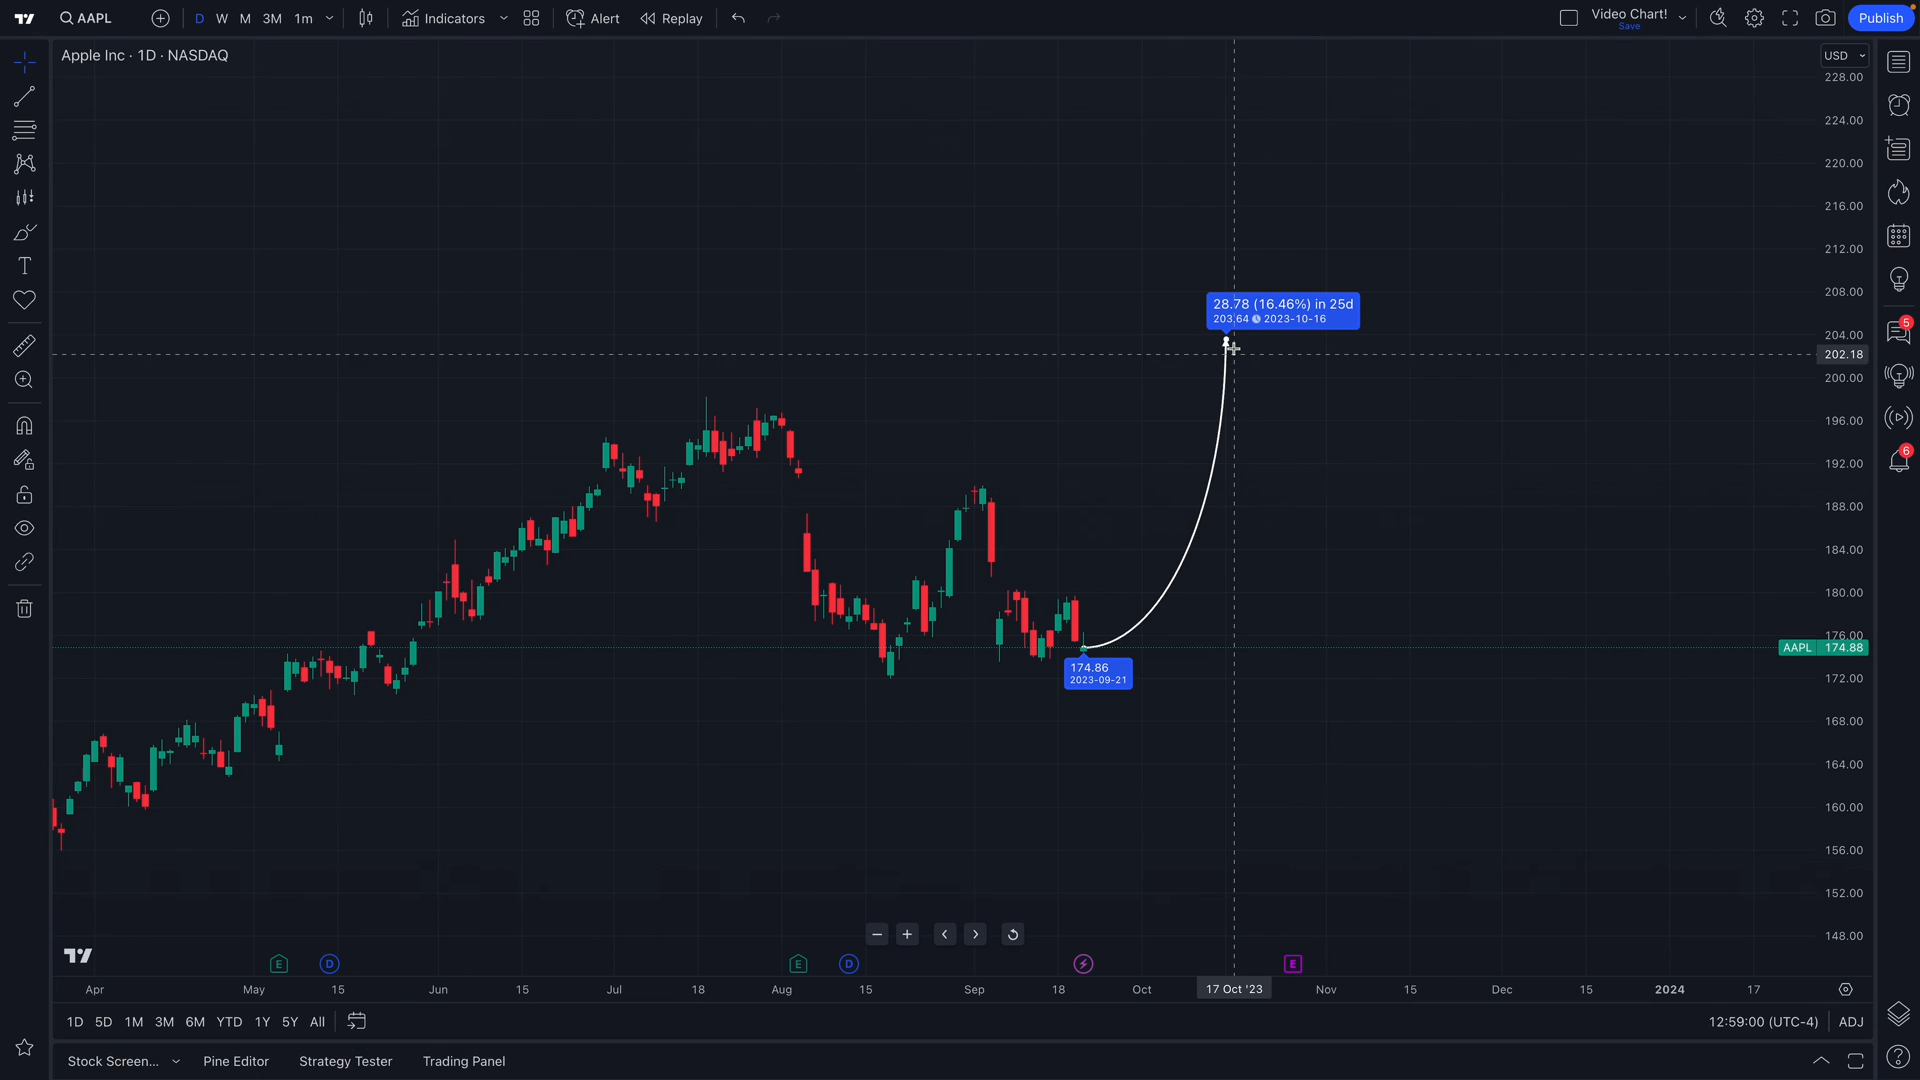 AAPL
D W M 3M 1m
Indicators
Alert
Replay
Video Chart!
Save
Publish
Apple Inc · 1D · NASDAQ
USD
228.00
224.00
220.00
216.00
212.00
208.00
204.00
202.18
200.00
196.00
192.00
188.00
184.00
180.00
176.00
AAPL 174.88
172.00
168.00
164.00
160.00
156.00
152.00
148.00
28.78 (16.46%) in 25d
203.64 2023-10-16
174.86
2023-09-21
5
6
E D E D E
Apr May 15 Jun 15 Jul 18 Aug 15 Sep 18 Oct 17 Oct '23 Nov 15 Dec 15 2024 17
1D 5D 1M 3M 6M YTD 1Y 5Y All
12:59:00 (UTC-4) ADJ
Stock Screen... Pine Editor Strategy Tester Trading Panel